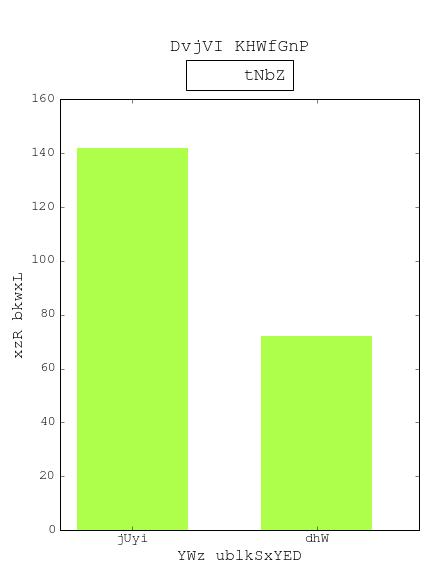 DvjVI KHWfGnP
tNbZ
160
140
120
100
80
60
40
20
0
xzR bkwxL
jUyi
dhW
YWz ublkSxYED